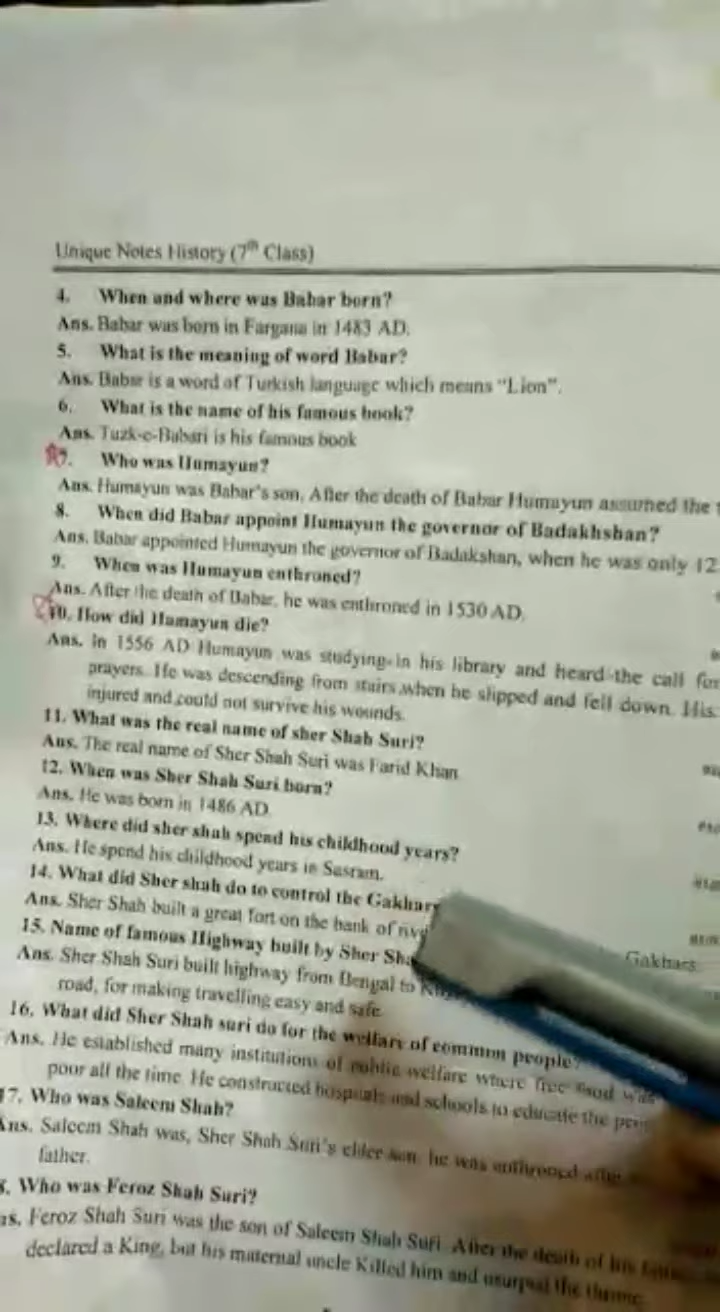 Unique Notes History (7th Class)
4. When and where was Babar born?
Ans. Babar was born in Fargana in 1483 AD.
5. What is the meaning of word Babar?
Ans. Babar is a word of Turkish language which means "Lion".
6. What is the name of his famous book?
Ans. Tuzk-e-Babari is his famous book
7. Who was Humayun?
Ans. Humayun was Babar's son. After the death of Babar Humayun assumed the
8. When did Babar appoint Humayun the governor of Badakhshan?
Ans. Babar appointed Humayun the governor of Badakshan, when he was only 12
9. When was Humayun enthroned?
Ans. After the death of Babar, he was enthroned in 1530 AD.
10. How did Hamayun die?
Ans. In 1556 AD Humayun was studying in his library and heard the call for
prayers. He was descending from stairs when he slipped and fell down. His
injured and could not survive his wounds.
11. What was the real name of sher Shah Suri?
Ans. The real name of Sher Shah Suri was Farid Khan
12. When was Sher Shah Suri born?
Ans. He was born in 1486 AD
13. Where did sher shah spend his childhood years?
Ans. He spend his childhood years in Sasram.
14. What did Sher shah do to control the Gakhar
Ans. Sher Shah built a great fort on the bank of Gakhars
15. Name of famous Highway built by Sher
Ans. Sher Shah Suri built highway from Bengal to
road, for making travelling easy and safe
16. What did Sher Shah suri do for the welfare of common people?
Ans. He established many institutions of public welfare where free food was
poor all the time. He constructed hospitals and schools to educate the
17. Who was Saleem Shah?
Ans. Saleem Shah was, Sher Shah Suri's elder son. he was enthroned
father.
Who was Feroz Shah Suri?
Feroz Shah Suri was the son of Saleem Shah Suri. After the death of his
declared a King, but his maternal uncle Killed him and usurped the throne